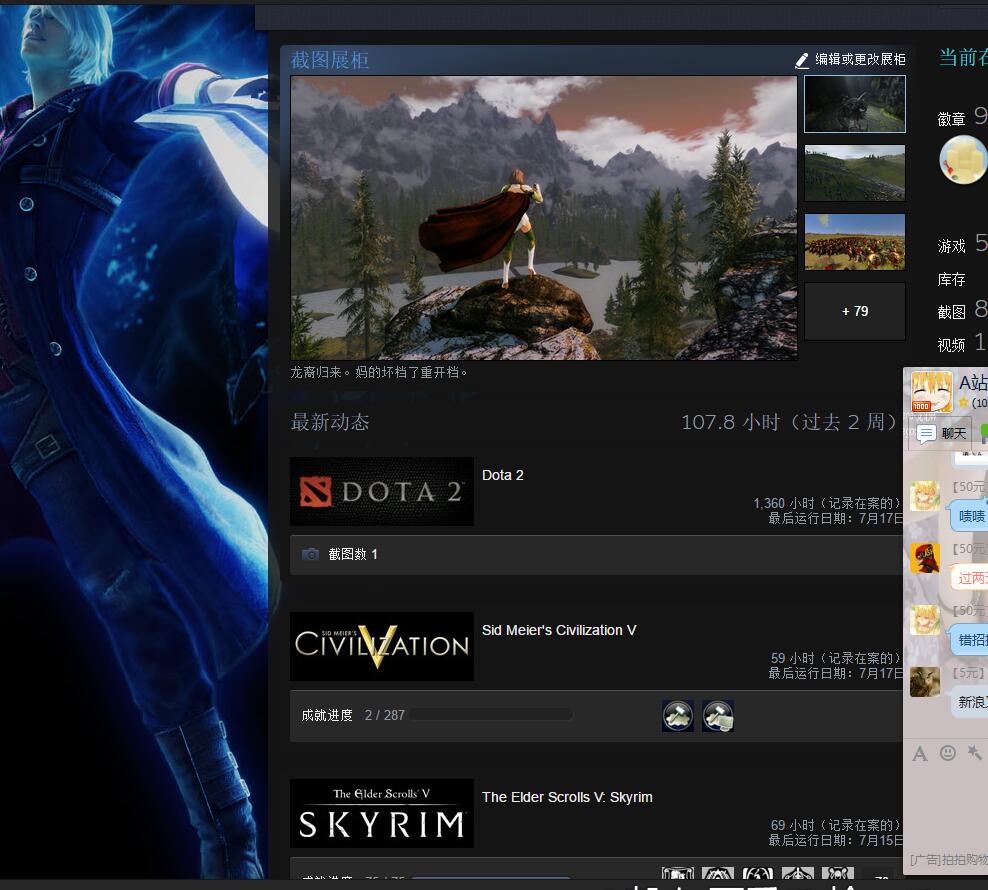 截图展柜
编辑或更改展柜
+ 79
龙裔归来。妈的坏档了重开档。
最新动态
107.8 小时（过去 2 周）
DOTA 2
Dota 2
1,360 小时（记录在案的）
最后运行日期: 7月17日
截图数 1
SID MEIER'S
CIVILIZATION
Sid Meier's Civilization V
59 小时（记录在案的）
最后运行日期: 7月17日
成就进度 2 / 287
The Elder Scrolls V
SKYRIM
The Elder Scrolls V: Skyrim
69 小时（记录在案的）
最后运行日期: 7月15日
当前在
徽章 9
游戏 5
库存
截图 8
视频 1
A站
1000
(10
聊天
【50元
啧啧
【50元
过两
【50元
错招
【5元】
新浪
[广告]拍拍购物